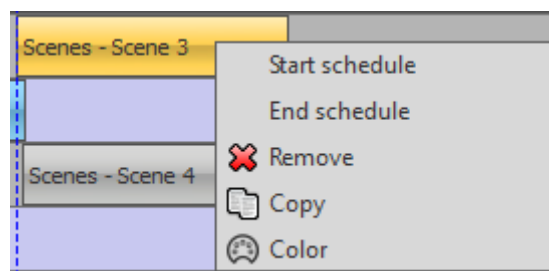 Scenes - Scene 3
Start schedule
End schedule
Remove
Scenes - Scene 4
Copy
Color